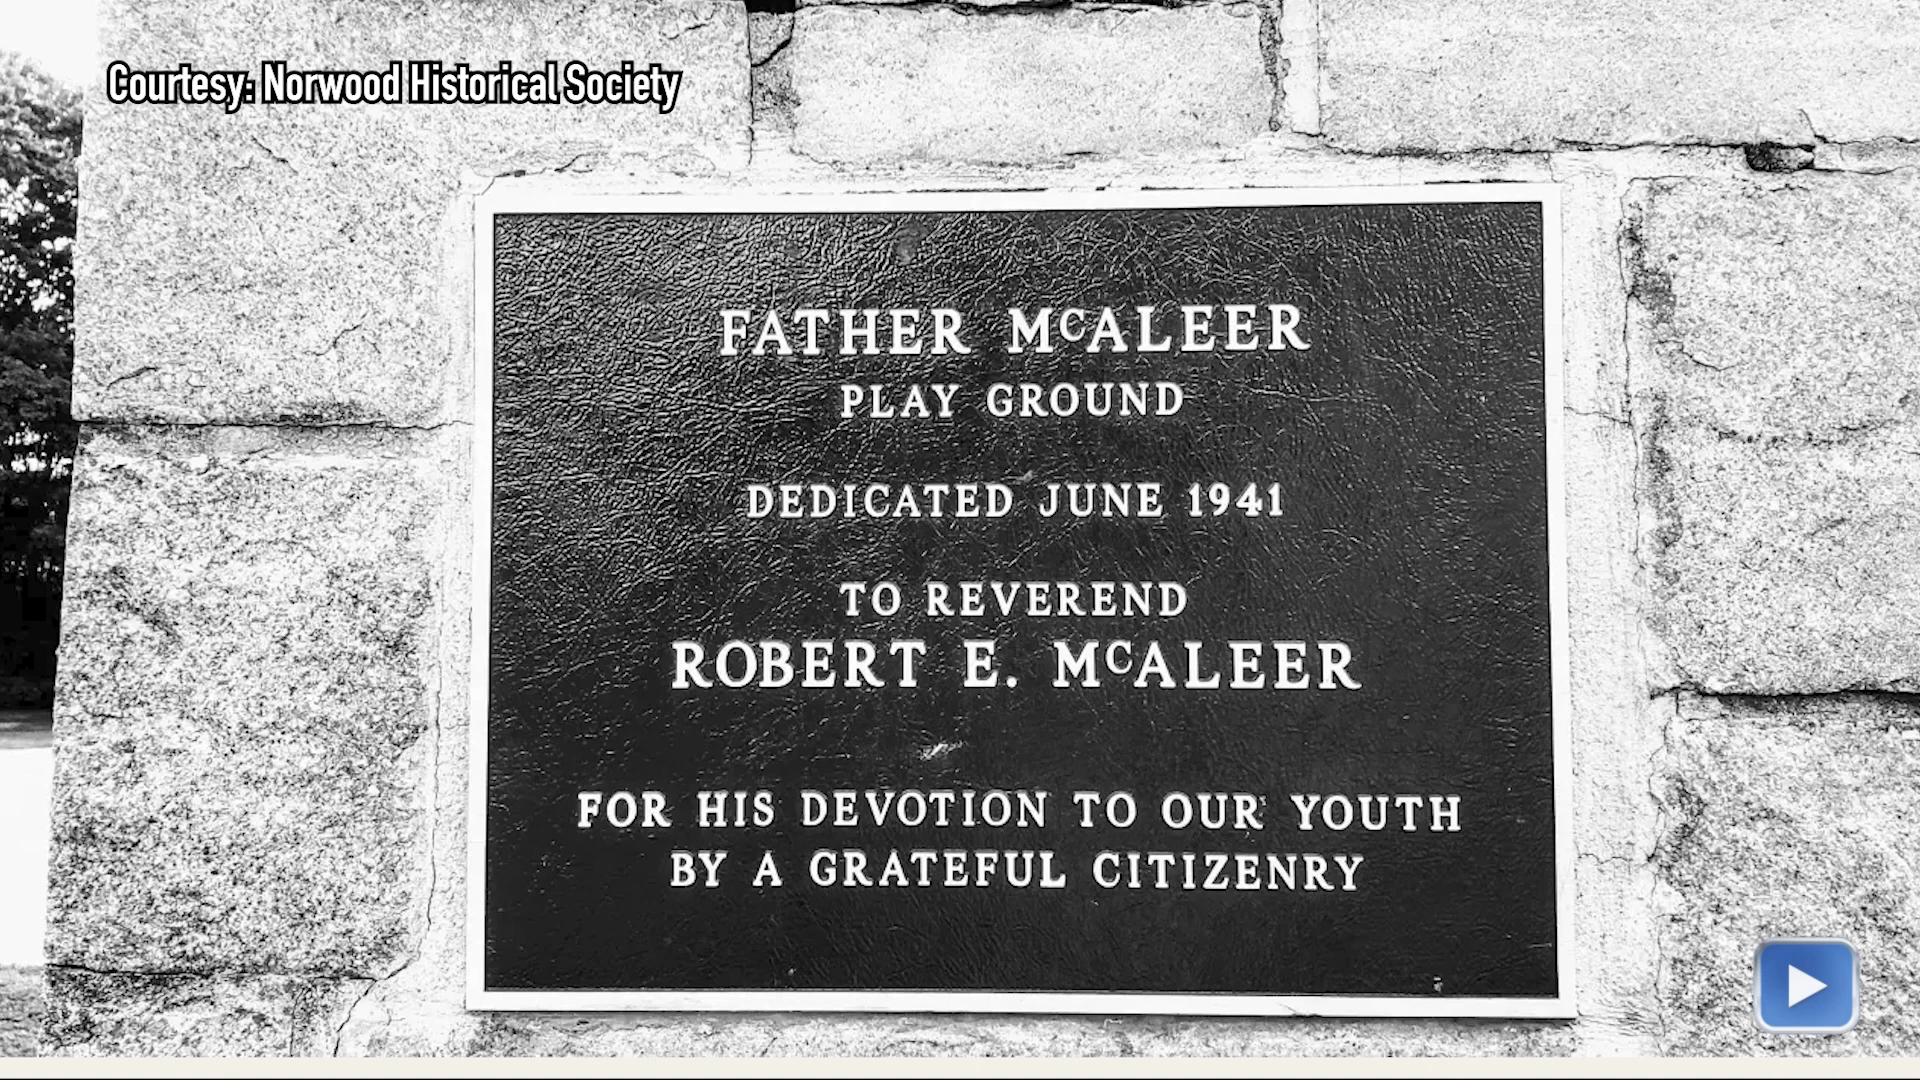 Courtesy: Norwood Historical Society
FATHER McALEER
PLAY GROUND
DEDICATED JUNE 1941
TO REVEREND
ROBERT E. McALEER
FOR HIS DEVOTION TO OUR YOUTH
BY A GRATEFUL CITIZENRY